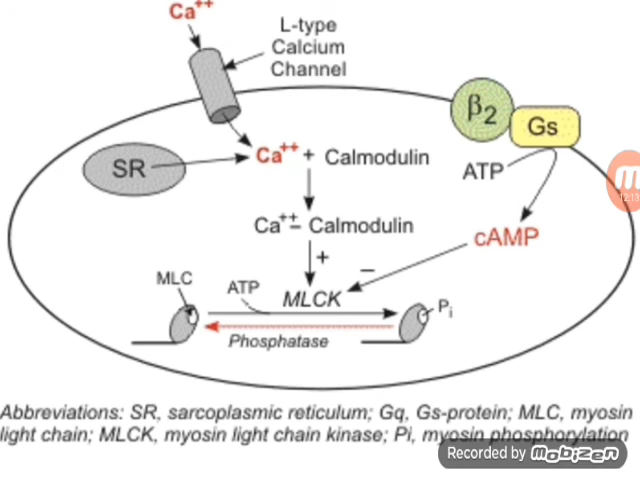 Ca++
L-type
Calcium
Channel
β2
Gs
SR
Ca++ + Calmodulin
ATP
Ca++– Calmodulin
cAMP
+
–
MLC
ATP
MLCK
Pi
Phosphatase
12:13
Abbreviations: SR, sarcoplasmic reticulum; Gq, Gs-protein; MLC, myosin
light chain; MLCK, myosin light chain kinase; Pi, myosin phosphorylation
Recorded by mobizen